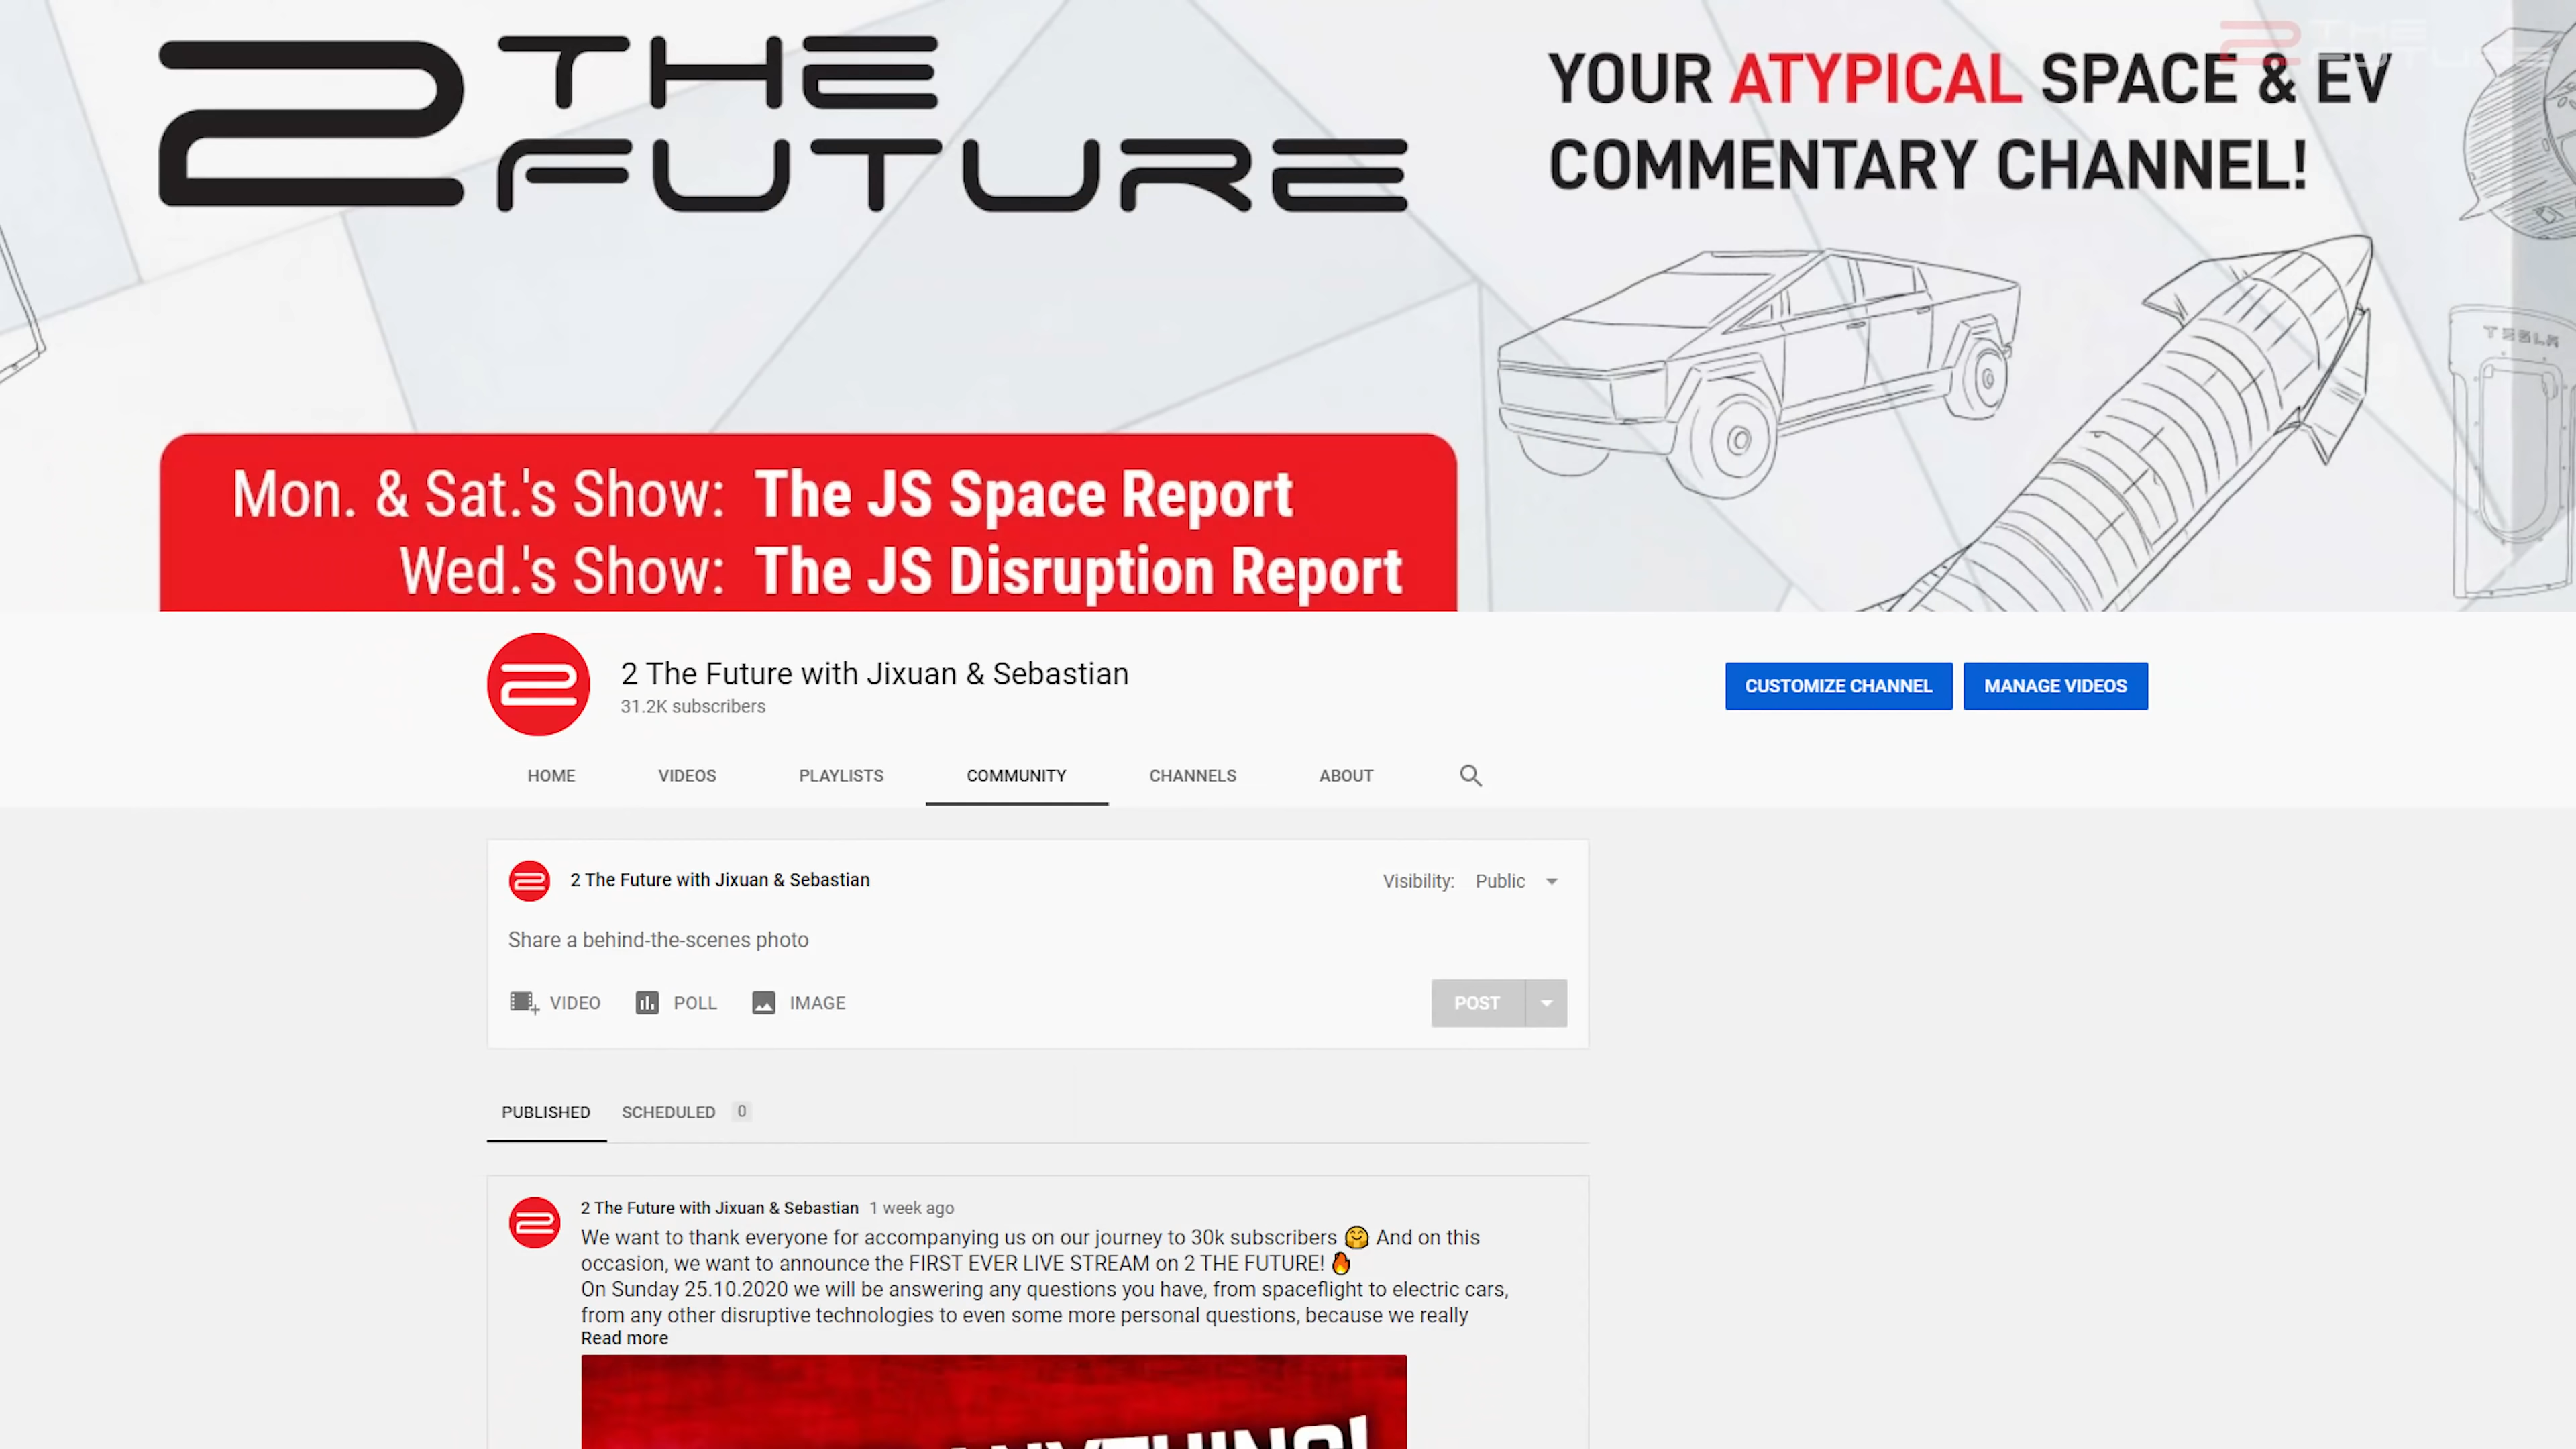 2 THE FUTURE
YOUR ATYPICAL SPACE & EV
COMMENTARY CHANNEL!
2 THE FUTURE
TESLA
Mon. & Sat.'s Show: The JS Space Report
Wed.'s Show: The JS Disruption Report
2 The Future with Jixuan & Sebastian
31.2K subscribers
CUSTOMIZE CHANNEL
MANAGE VIDEOS
HOME VIDEOS PLAYLISTS COMMUNITY CHANNELS ABOUT
2 The Future with Jixuan & Sebastian
Visibility: Public
Share a behind-the-scenes photo
VIDEO POLL IMAGE
POST
PUBLISHED SCHEDULED 0
2 The Future with Jixuan & Sebastian 1 week ago
We want to thank everyone for accompanying us on our journey to 30k subscribers 🤗 And on this
occasion, we want to announce the FIRST EVER LIVE STREAM on 2 THE FUTURE! 🔥
On Sunday 25.10.2020 we will be answering any questions you have, from spaceflight to electric cars,
from any other disruptive technologies to even some more personal questions, because we really
Read more
ANYTHING!